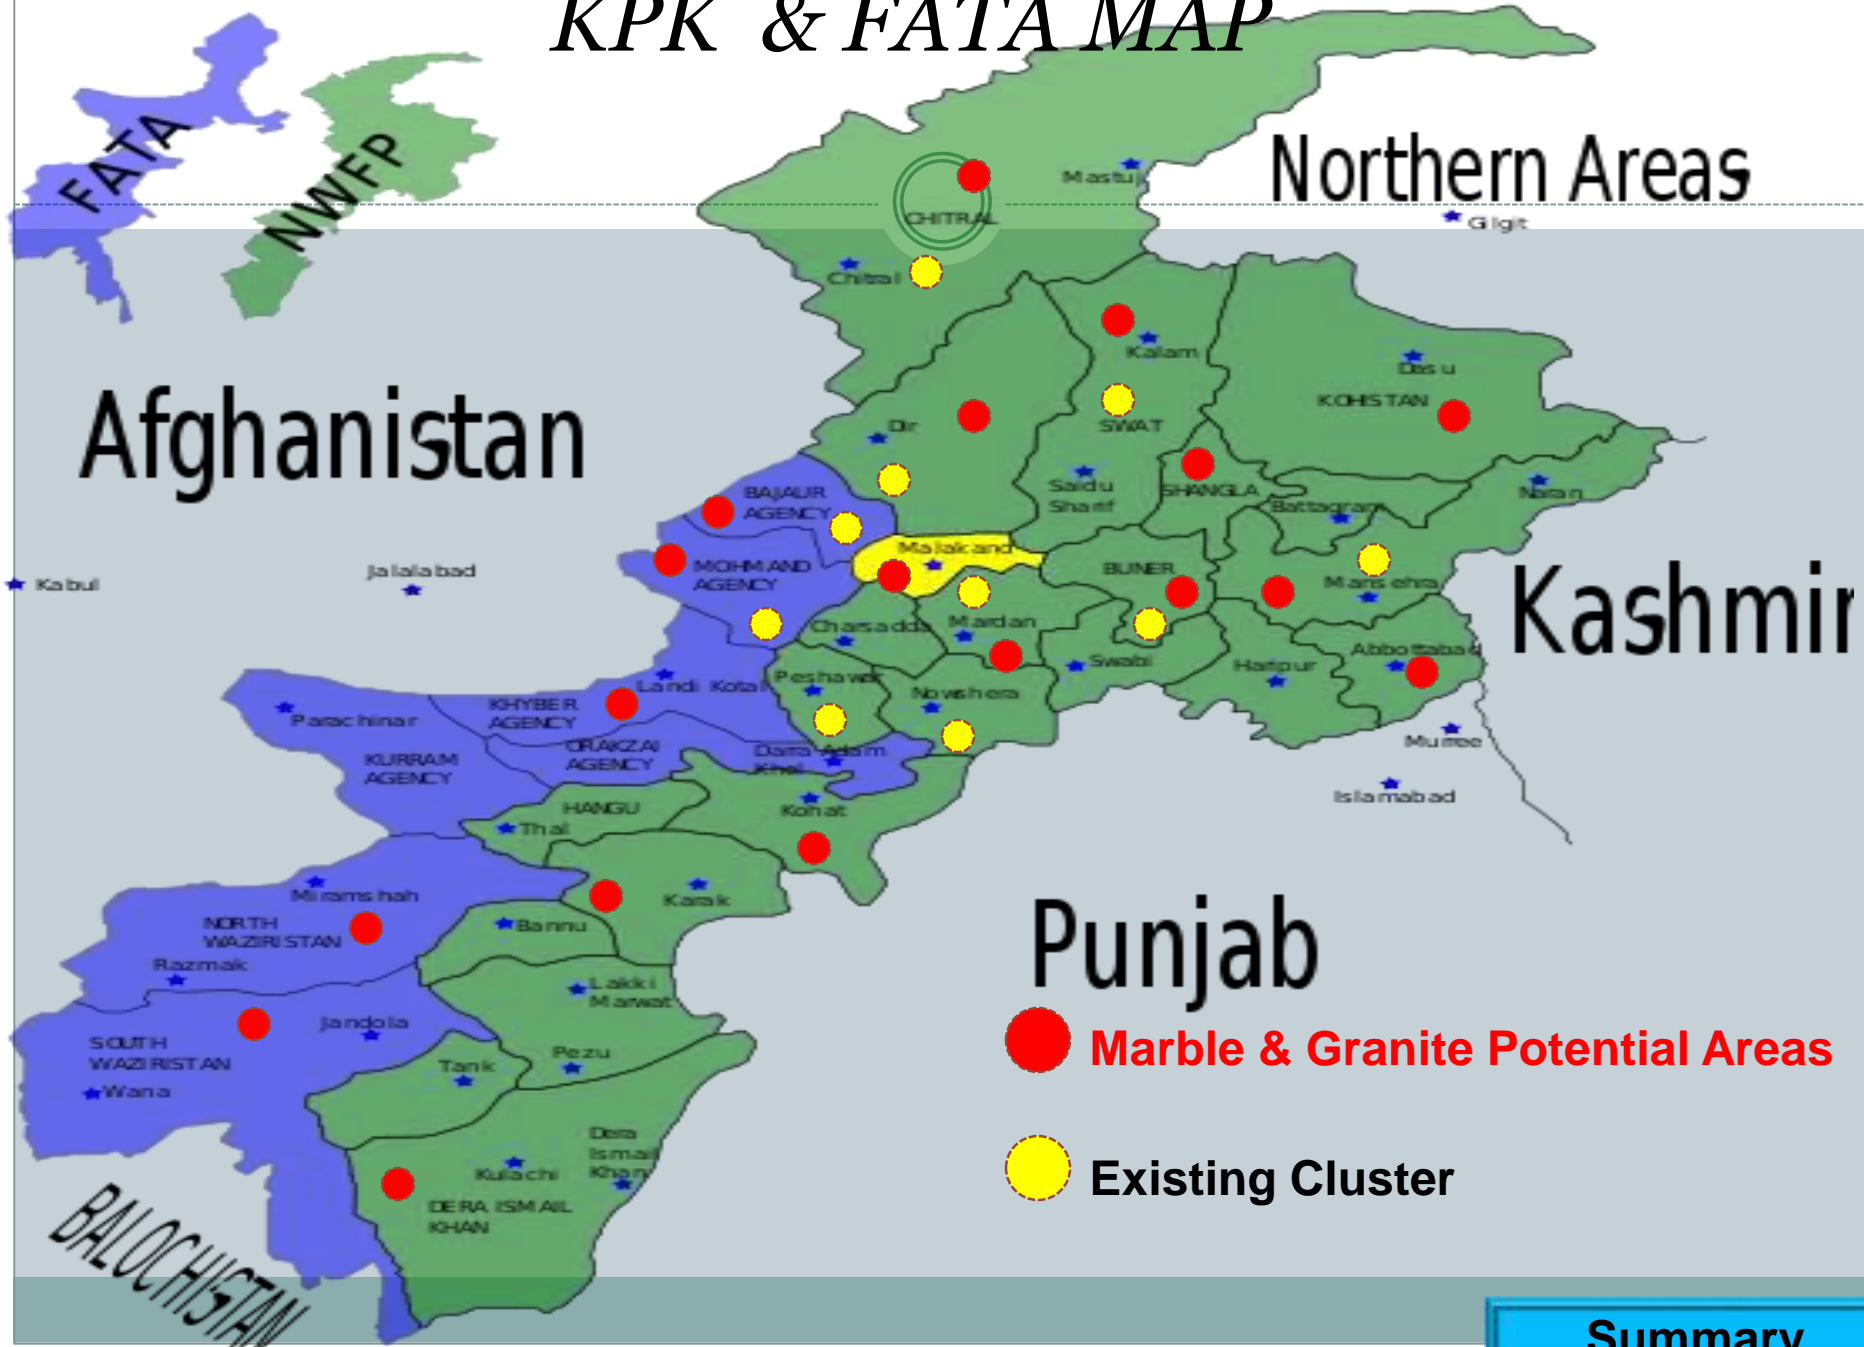 KPK & FATA MAP
FATA
NWFP
Northern Areas
Mastuj
CHITRAL
Gilgit
Chitral
Kalam
Dasu
KOHISTAN
Afghanistan
SWAT
Dir
Saidu
Sharif
SHANGLA
Naran
BAJAUR
AGENCY
Battagram
Malakand
MOHMAND
AGENCY
BUNER
Mansehra
Kabul
Jalalabad
Kashmir
Charsadda
Mardan
Swabi
Haripur
Abbottabad
Landi Kotal
Peshawar
Nowshera
Parachinar
KHYBER
AGENCY
Murree
ORAKZAI
AGENCY
Darra Adam
Khel
KURRAM
AGENCY
Islamabad
HANGU
Kohat
Thal
Miramshah
Karak
NORTH
WAZIRISTAN
Bannu
Punjab
Razmak
Lakki
Marwat
Jandola
SOUTH
WAZIRISTAN
Pezu
Tank
Wana
Marble & Granite Potential Areas
Dera
Ismail
Khan
Kulachi
Existing Cluster
DERA ISMAIL
KHAN
BALOCHISTAN
Summary